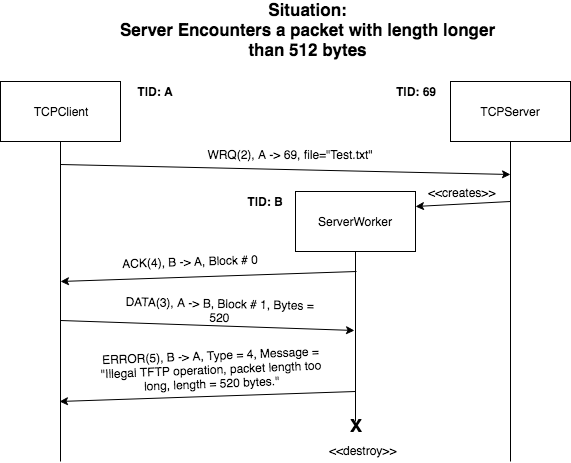 Situation:
Server Encounters a packet with length longer
than 512 bytes
TID: A
TID: 69
TCPClient
TCPServer
WRQ(2), A -> 69, file="Test.txt"
<<creates>>
TID: B
ServerWorker
ACK(4), B -> A, Block # 0
DATA(3), A -> B, Block # 1, Bytes =
520
ERROR(5), B -> A, Type = 4, Message =
"Illegal TFTP operation, packet length too
long, length = 520 bytes."
X
<<destroy>>